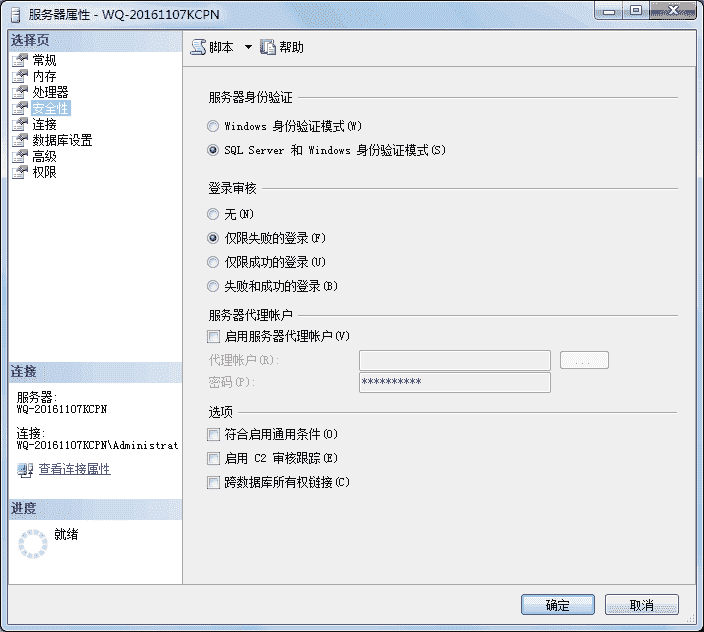 服务器属性 - WQ-20161107KCPN
选择页
常规
内存
处理器
安全性
连接
数据库设置
高级
权限
脚本
帮助
服务器身份验证
Windows 身份验证模式(W)
SQL Server 和 Windows 身份验证模式(S)
登录审核
无(N)
仅限失败的登录(F)
仅限成功的登录(U)
失败和成功的登录(B)
服务器代理帐户
启用服务器代理帐户(V)
代理帐户(R):
...
密码(P):
**********
选项
符合启用通用条件(O)
启用 C2 审核跟踪(E)
跨数据库所有权链接(C)
连接
服务器:
WQ-20161107KCPN
连接:
WQ-20161107KCPN\Administrat
查看连接属性
进度
就绪
确定
取消